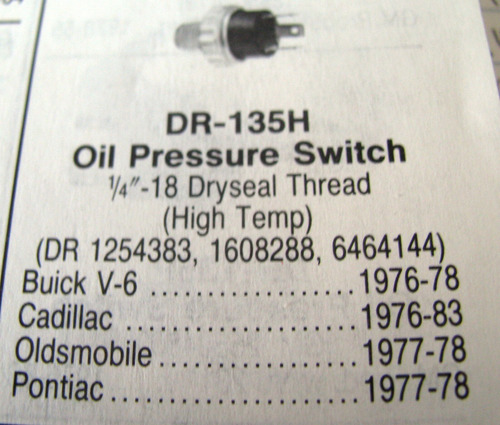 DR-135H
Oil Pressure Switch
1/4"-18 Dryseal Thread
(High Temp)
(DR 1254383, 1608288, 6464144)
Buick V-6 ................... 1976-78
Cadillac ..................... 1976-83
Oldsmobile ................ 1977-78
Pontiac ...................... 1977-78